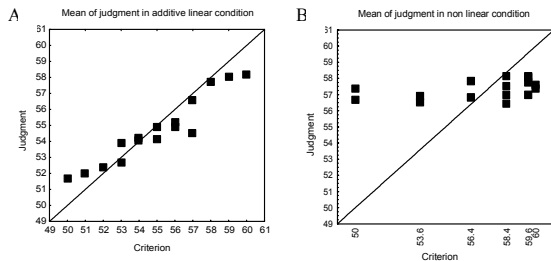 A
Mean of judgment in additive linear condition
61
60
59
58
57
56
55
54
53
52
51
50
49
Judgment
49 50 51 52 53 54 55 56 57 58 59 60 61
Criterion
B
Mean of judgment in non linear condition
61
60
59
58
57
56
55
54
53
52
51
50
49
Judgment
50 53.6 56.4 58.4 59.6 60
Criterion